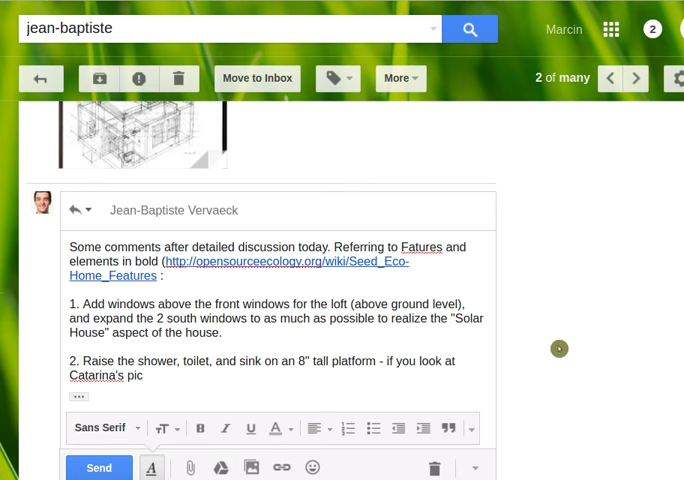 jean-baptiste
Marcin
2
Move to Inbox
More
2 of many
Jean-Baptiste Vervaeck
Some comments after detailed discussion today. Referring to Fatures and
elements in bold (http://opensourceecology.org/wiki/Seed_Eco-
Home_Features :
1. Add windows above the front windows for the loft (above ground level),
and expand the 2 south windows to as much as possible to realize the "Solar
House" aspect of the house.
2. Raise the shower, toilet, and sink on an 8" tall platform - if you look at
Catarina's pic
Sans Serif
B I U A
Send
A